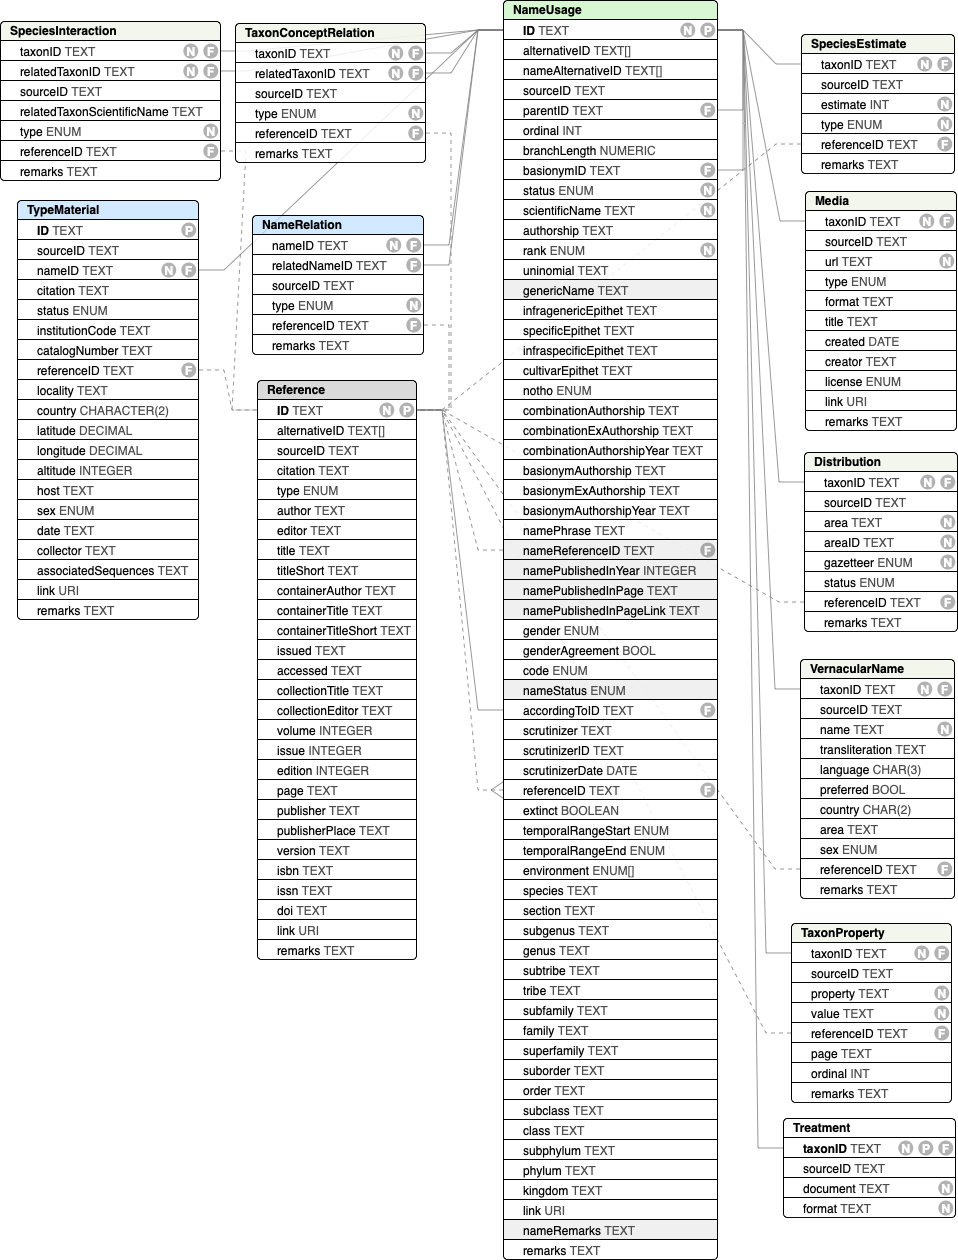 SpeciesInteraction
taxonID TEXT N F
relatedTaxonID TEXT N F
sourceID TEXT
relatedTaxonScientificName TEXT
type ENUM N
referenceID TEXT F
remarks TEXT
TaxonConceptRelation
taxonID TEXT N F
relatedTaxonID TEXT N F
sourceID TEXT
type ENUM N
referenceID TEXT F
remarks TEXT
TypeMaterial
ID TEXT P
sourceID TEXT
nameID TEXT N F
citation TEXT
status ENUM
institutionCode TEXT
catalogNumber TEXT
referenceID TEXT F
locality TEXT
country CHARACTER(2)
latitude DECIMAL
longitude DECIMAL
altitude INTEGER
host TEXT
sex ENUM
date TEXT
collector TEXT
associatedSequences TEXT
link URI
remarks TEXT
NameRelation
nameID TEXT N F
relatedNameID TEXT F
sourceID TEXT
type ENUM N
referenceID TEXT F
remarks TEXT
Reference
ID TEXT N P
alternativeID TEXT[]
sourceID TEXT
citation TEXT
type ENUM
author TEXT
editor TEXT
title TEXT
titleShort TEXT
containerAuthor TEXT
containerTitle TEXT
containerTitleShort TEXT
issued TEXT
accessed TEXT
collectionTitle TEXT
collectionEditor TEXT
volume INTEGER
issue INTEGER
edition INTEGER
page TEXT
publisher TEXT
publisherPlace TEXT
version TEXT
isbn TEXT
issn TEXT
doi TEXT
link URI
remarks TEXT
NameUsage
ID TEXT N P
alternativeID TEXT[]
nameAlternativeID TEXT[]
sourceID TEXT
parentID TEXT F
ordinal INT
branchLength NUMERIC
basionymID TEXT F
status ENUM N
scientificName TEXT N
authorship TEXT
rank ENUM N
uninomial TEXT
genericName TEXT
infragenericEpithet TEXT
specificEpithet TEXT
infraspecificEpithet TEXT
cultivarEpithet TEXT
notho ENUM
combinationAuthorship TEXT
combinationExAuthorship TEXT
combinationAuthorshipYear TEXT
basionymAuthorship TEXT
basionymExAuthorship TEXT
basionymAuthorshipYear TEXT
namePhrase TEXT
nameReferenceID TEXT F
namePublishedInYear INTEGER
namePublishedInPage TEXT
namePublishedInPageLink TEXT
gender ENUM
genderAgreement BOOL
code ENUM
nameStatus ENUM
accordingToID TEXT F
scrutinizer TEXT
scrutinizerID TEXT
scrutinizerDate DATE
referenceID TEXT F
extinct BOOLEAN
temporalRangeStart ENUM
temporalRangeEnd ENUM
environment ENUM[]
species TEXT
section TEXT
subgenus TEXT
genus TEXT
subtribe TEXT
tribe TEXT
subfamily TEXT
family TEXT
superfamily TEXT
suborder TEXT
order TEXT
subclass TEXT
class TEXT
subphylum TEXT
phylum TEXT
kingdom TEXT
link URI
nameRemarks TEXT
remarks TEXT
SpeciesEstimate
taxonID TEXT N F
sourceID TEXT
estimate INT N
type ENUM N
referenceID TEXT F
remarks TEXT
Media
taxonID TEXT N F
sourceID TEXT
url TEXT N
type ENUM
format TEXT
title TEXT
created DATE
creator TEXT
license ENUM
link URI
remarks TEXT
Distribution
taxonID TEXT N F
sourceID TEXT
area TEXT N
areaID TEXT N
gazetteer ENUM N
status ENUM
referenceID TEXT F
remarks TEXT
VernacularName
taxonID TEXT N F
sourceID TEXT
name TEXT N
transliteration TEXT
language CHAR(3)
preferred BOOL
country CHAR(2)
area TEXT
sex ENUM
referenceID TEXT F
remarks TEXT
TaxonProperty
taxonID TEXT N F
sourceID TEXT
property TEXT N
value TEXT N
referenceID TEXT F
page TEXT
ordinal INT
remarks TEXT
Treatment
taxonID TEXT N P F
sourceID TEXT
document TEXT N
format TEXT N